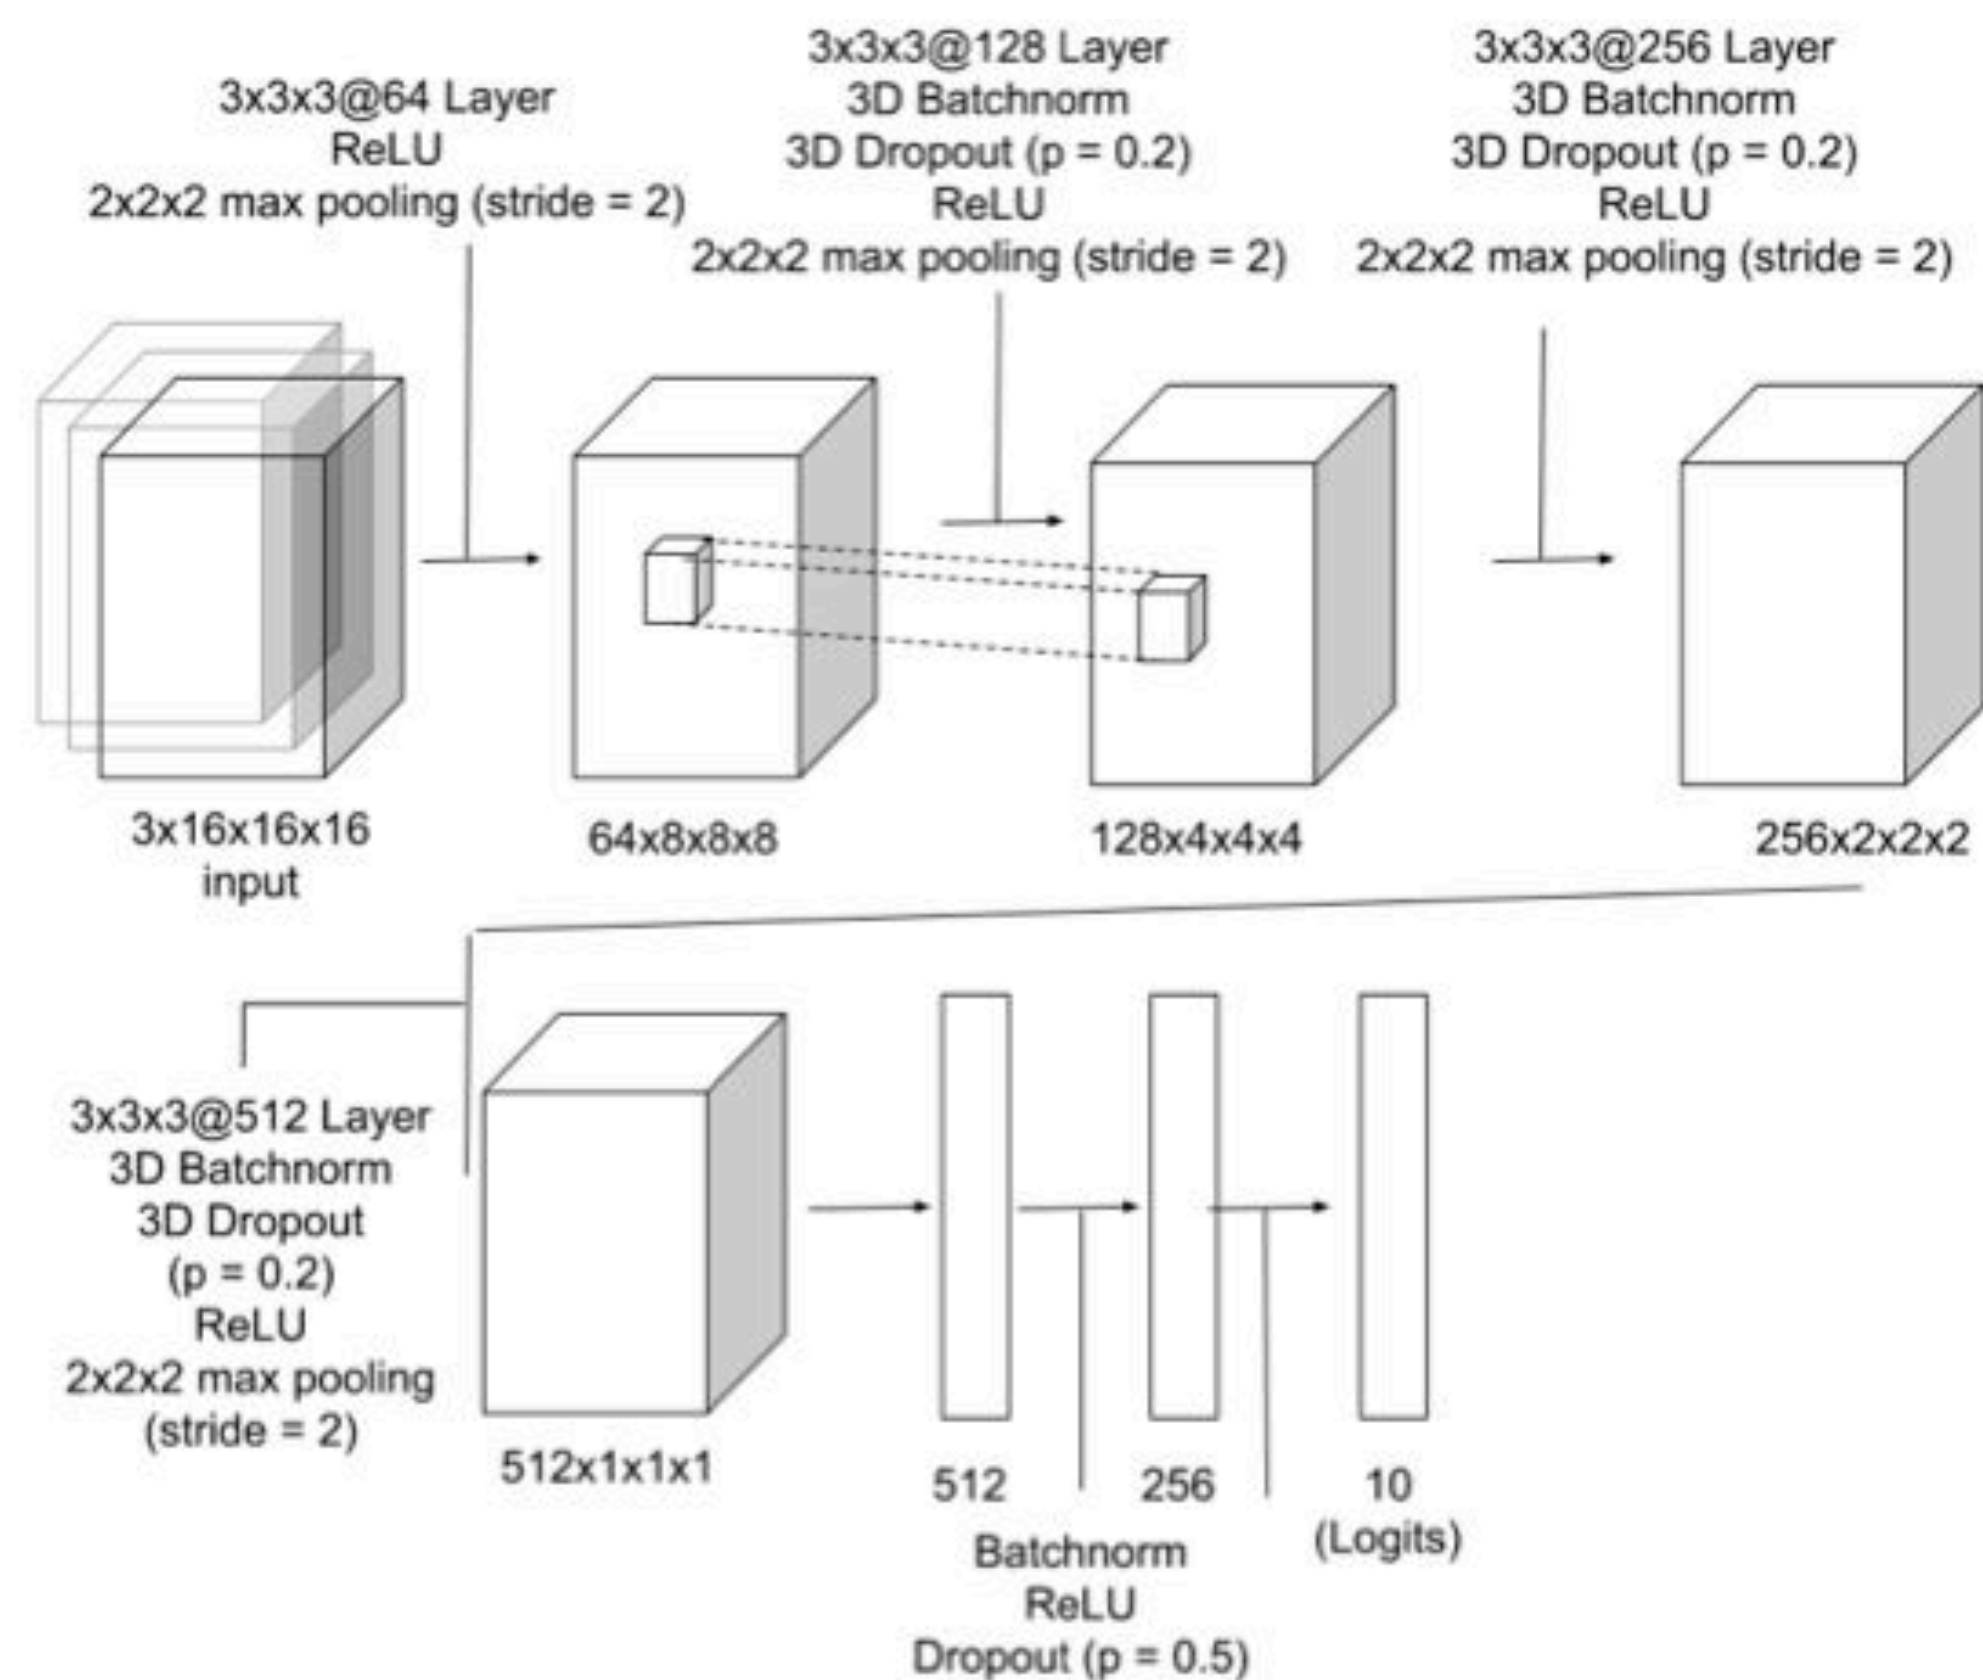 3x3x3@64 Layer
ReLU
2x2x2 max pooling (stride = 2)
3x3x3@128 Layer
3D Batchnorm
3D Dropout (p = 0.2)
ReLU
2x2x2 max pooling (stride = 2)
3x3x3@256 Layer
3D Batchnorm
3D Dropout (p = 0.2)
ReLU
2x2x2 max pooling (stride = 2)
3x16x16x16
input
64x8x8x8
128x4x4x4
256x2x2x2
3x3x3@512 Layer
3D Batchnorm
3D Dropout
(p = 0.2)
ReLU
2x2x2 max pooling
(stride = 2)
512x1x1x1
512
256
10
(Logits)
Batchnorm
ReLU
Dropout (p = 0.5)